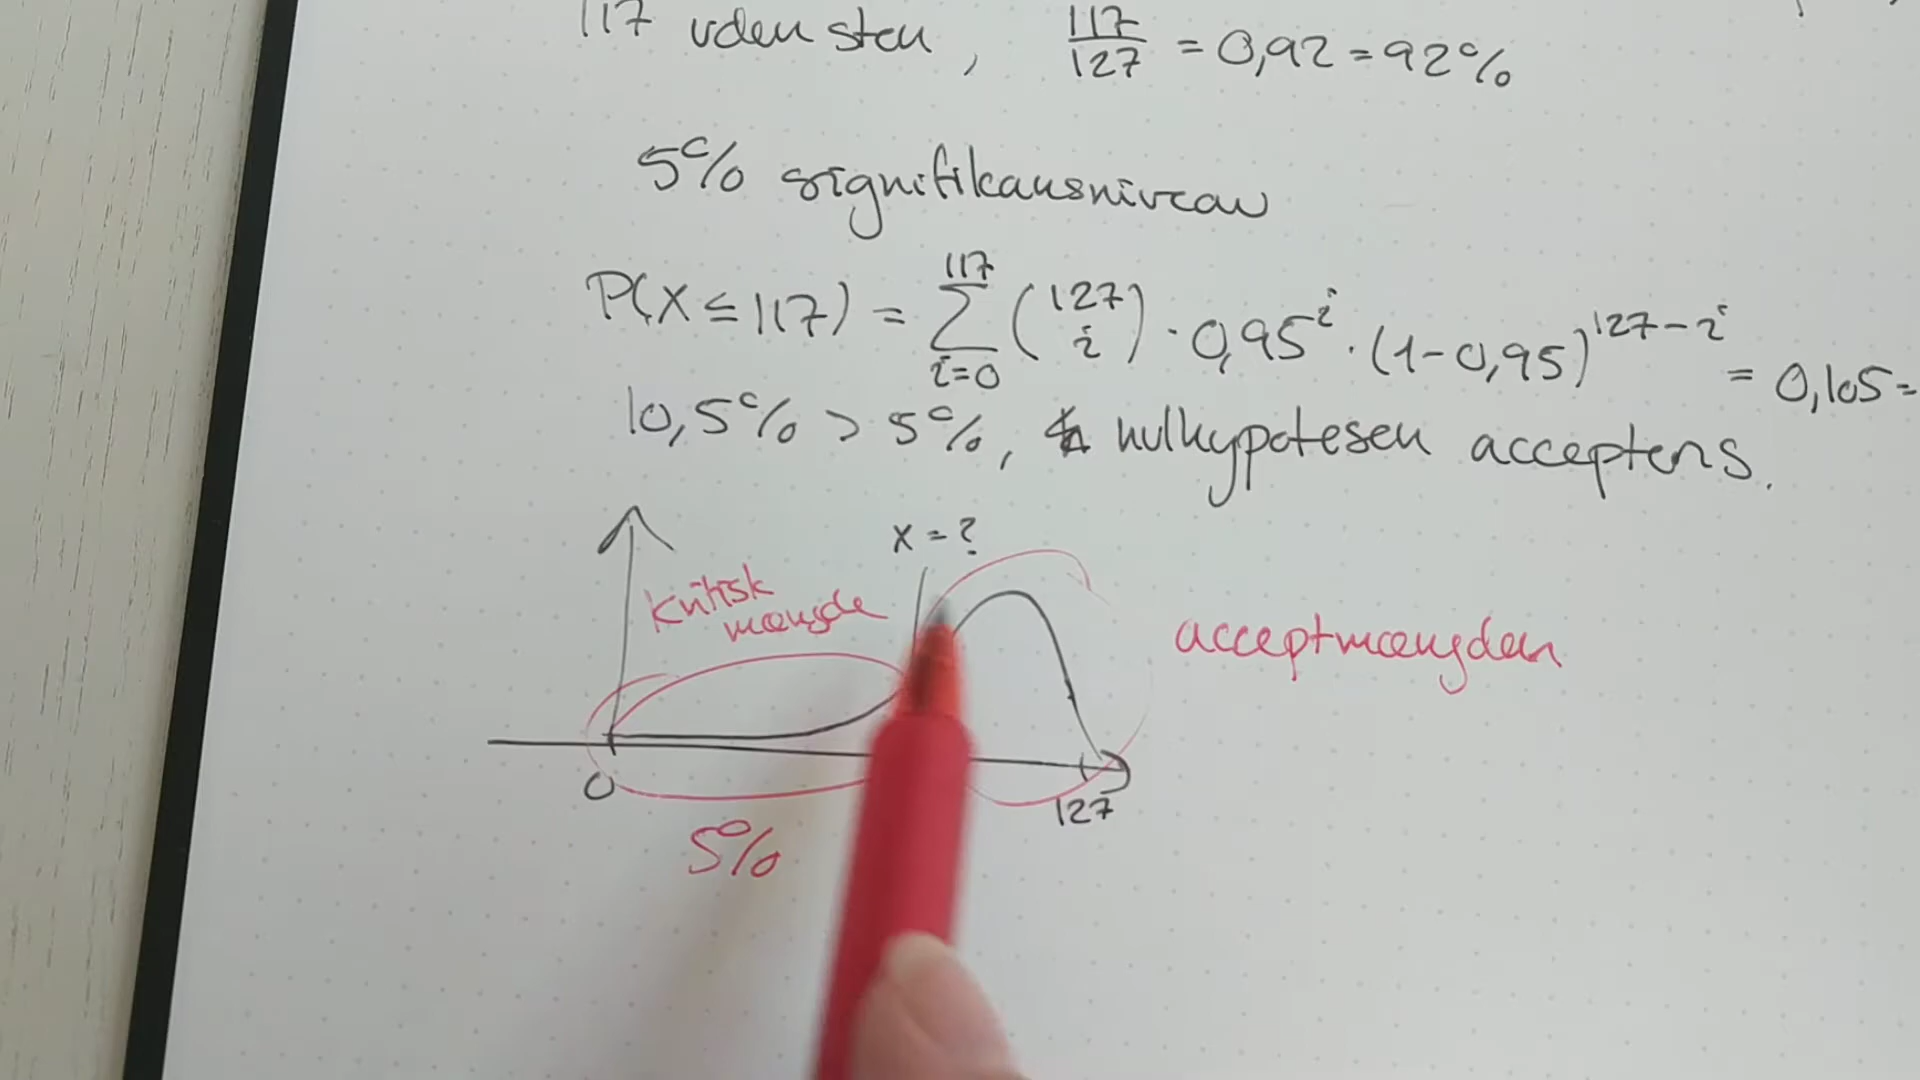 117 uden sten, 117/127 = 0,92 = 92%
5% signifikansniveau
P(X ≤ 117) = ∑_{i=0}^{117} (127 i) · 0,95^i · (1-0,95)^{127-i} = 0,105 =
10,5% > 5%, nulhypotesen accepteres.
x = ?
Kritisk
mængde
acceptmængden
0
127
5%